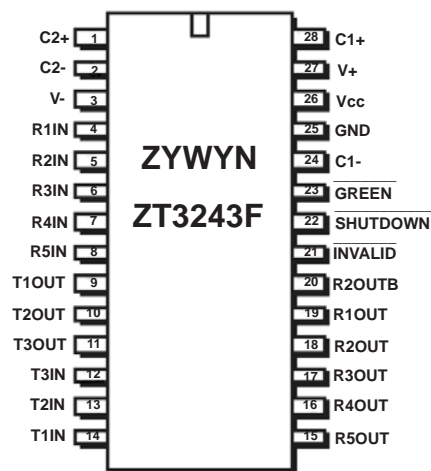 C2+ 1 28 C1+
C2- 2 27 V+
V- 3 26 Vcc
R1IN 4 25 GND
R2IN 5 ZYWYN 24 C1-
R3IN 6 23 GREEN
R4IN 7 ZT3243F 22 SHUTDOWN
R5IN 8 21 INVALID
T1OUT 9 20 R2OUTB
T2OUT 10 19 R1OUT
T3OUT 11 18 R2OUT
T3IN 12 17 R3OUT
T2IN 13 16 R4OUT
T1IN 14 15 R5OUT